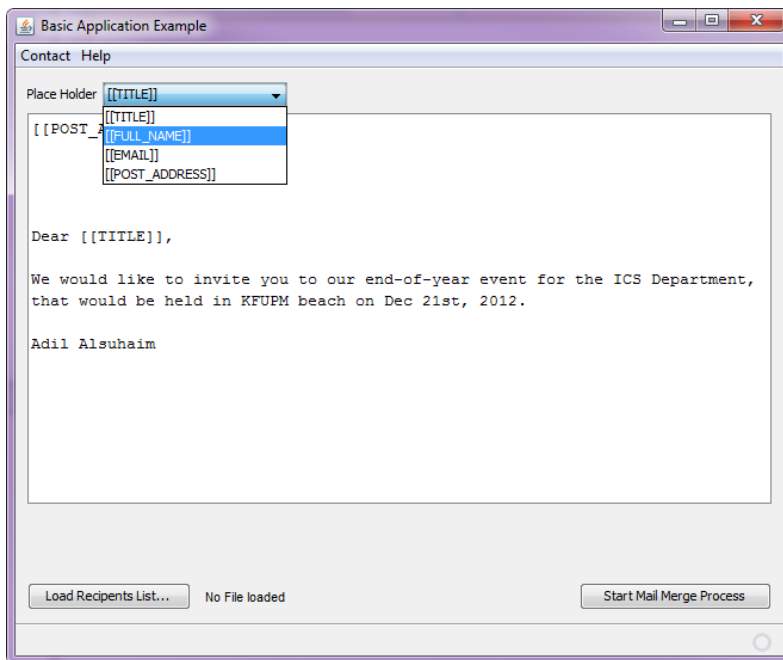 Basic Application Example
Contact Help
Place Holder [[TITLE]]
[[TITLE]]
[[POST_
[[FULL_NAME]]
[[EMAIL]]
[[POST_ADDRESS]]
Dear [[TITLE]],
We would like to invite you to our end-of-year event for the ICS Department,
that would be held in KFUPM beach on Dec 21st, 2012.
Adil Alsuhaim
Load Recipents List... No File loaded Start Mail Merge Process